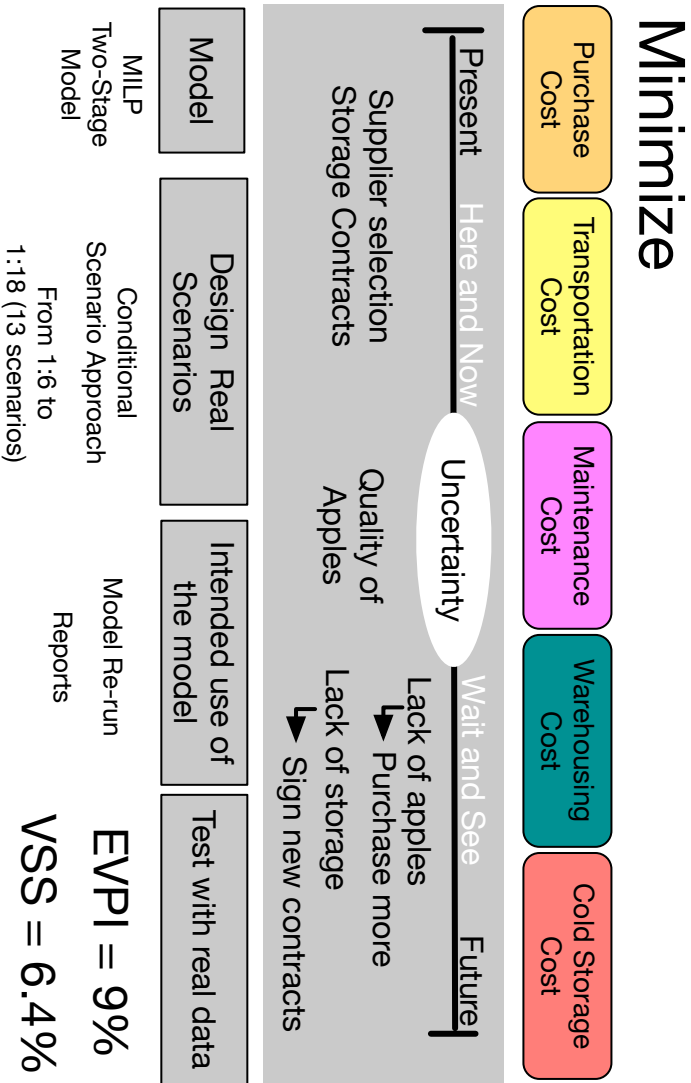 Minimize
Purchase
Cost
Transportation
Cost
Maintenance
Cost
Warehousing
Cost
Cold Storage
Cost
Present
Here and Now
Uncertainty
Wait and See
Future
Supplier selection
Storage Contracts
Quality of
Apples
Lack of apples
Purchase more
Lack of storage
Sign new contracts
Model
Design Real
Scenarios
Intended use of
the model
Test with real data
MILP
Two-Stage
Model
Conditional
Scenario Approach
From 1:6 to
1:18 (13 scenarios)
Model Re-run
Reports
EVPI = 9%
VSS = 6.4%